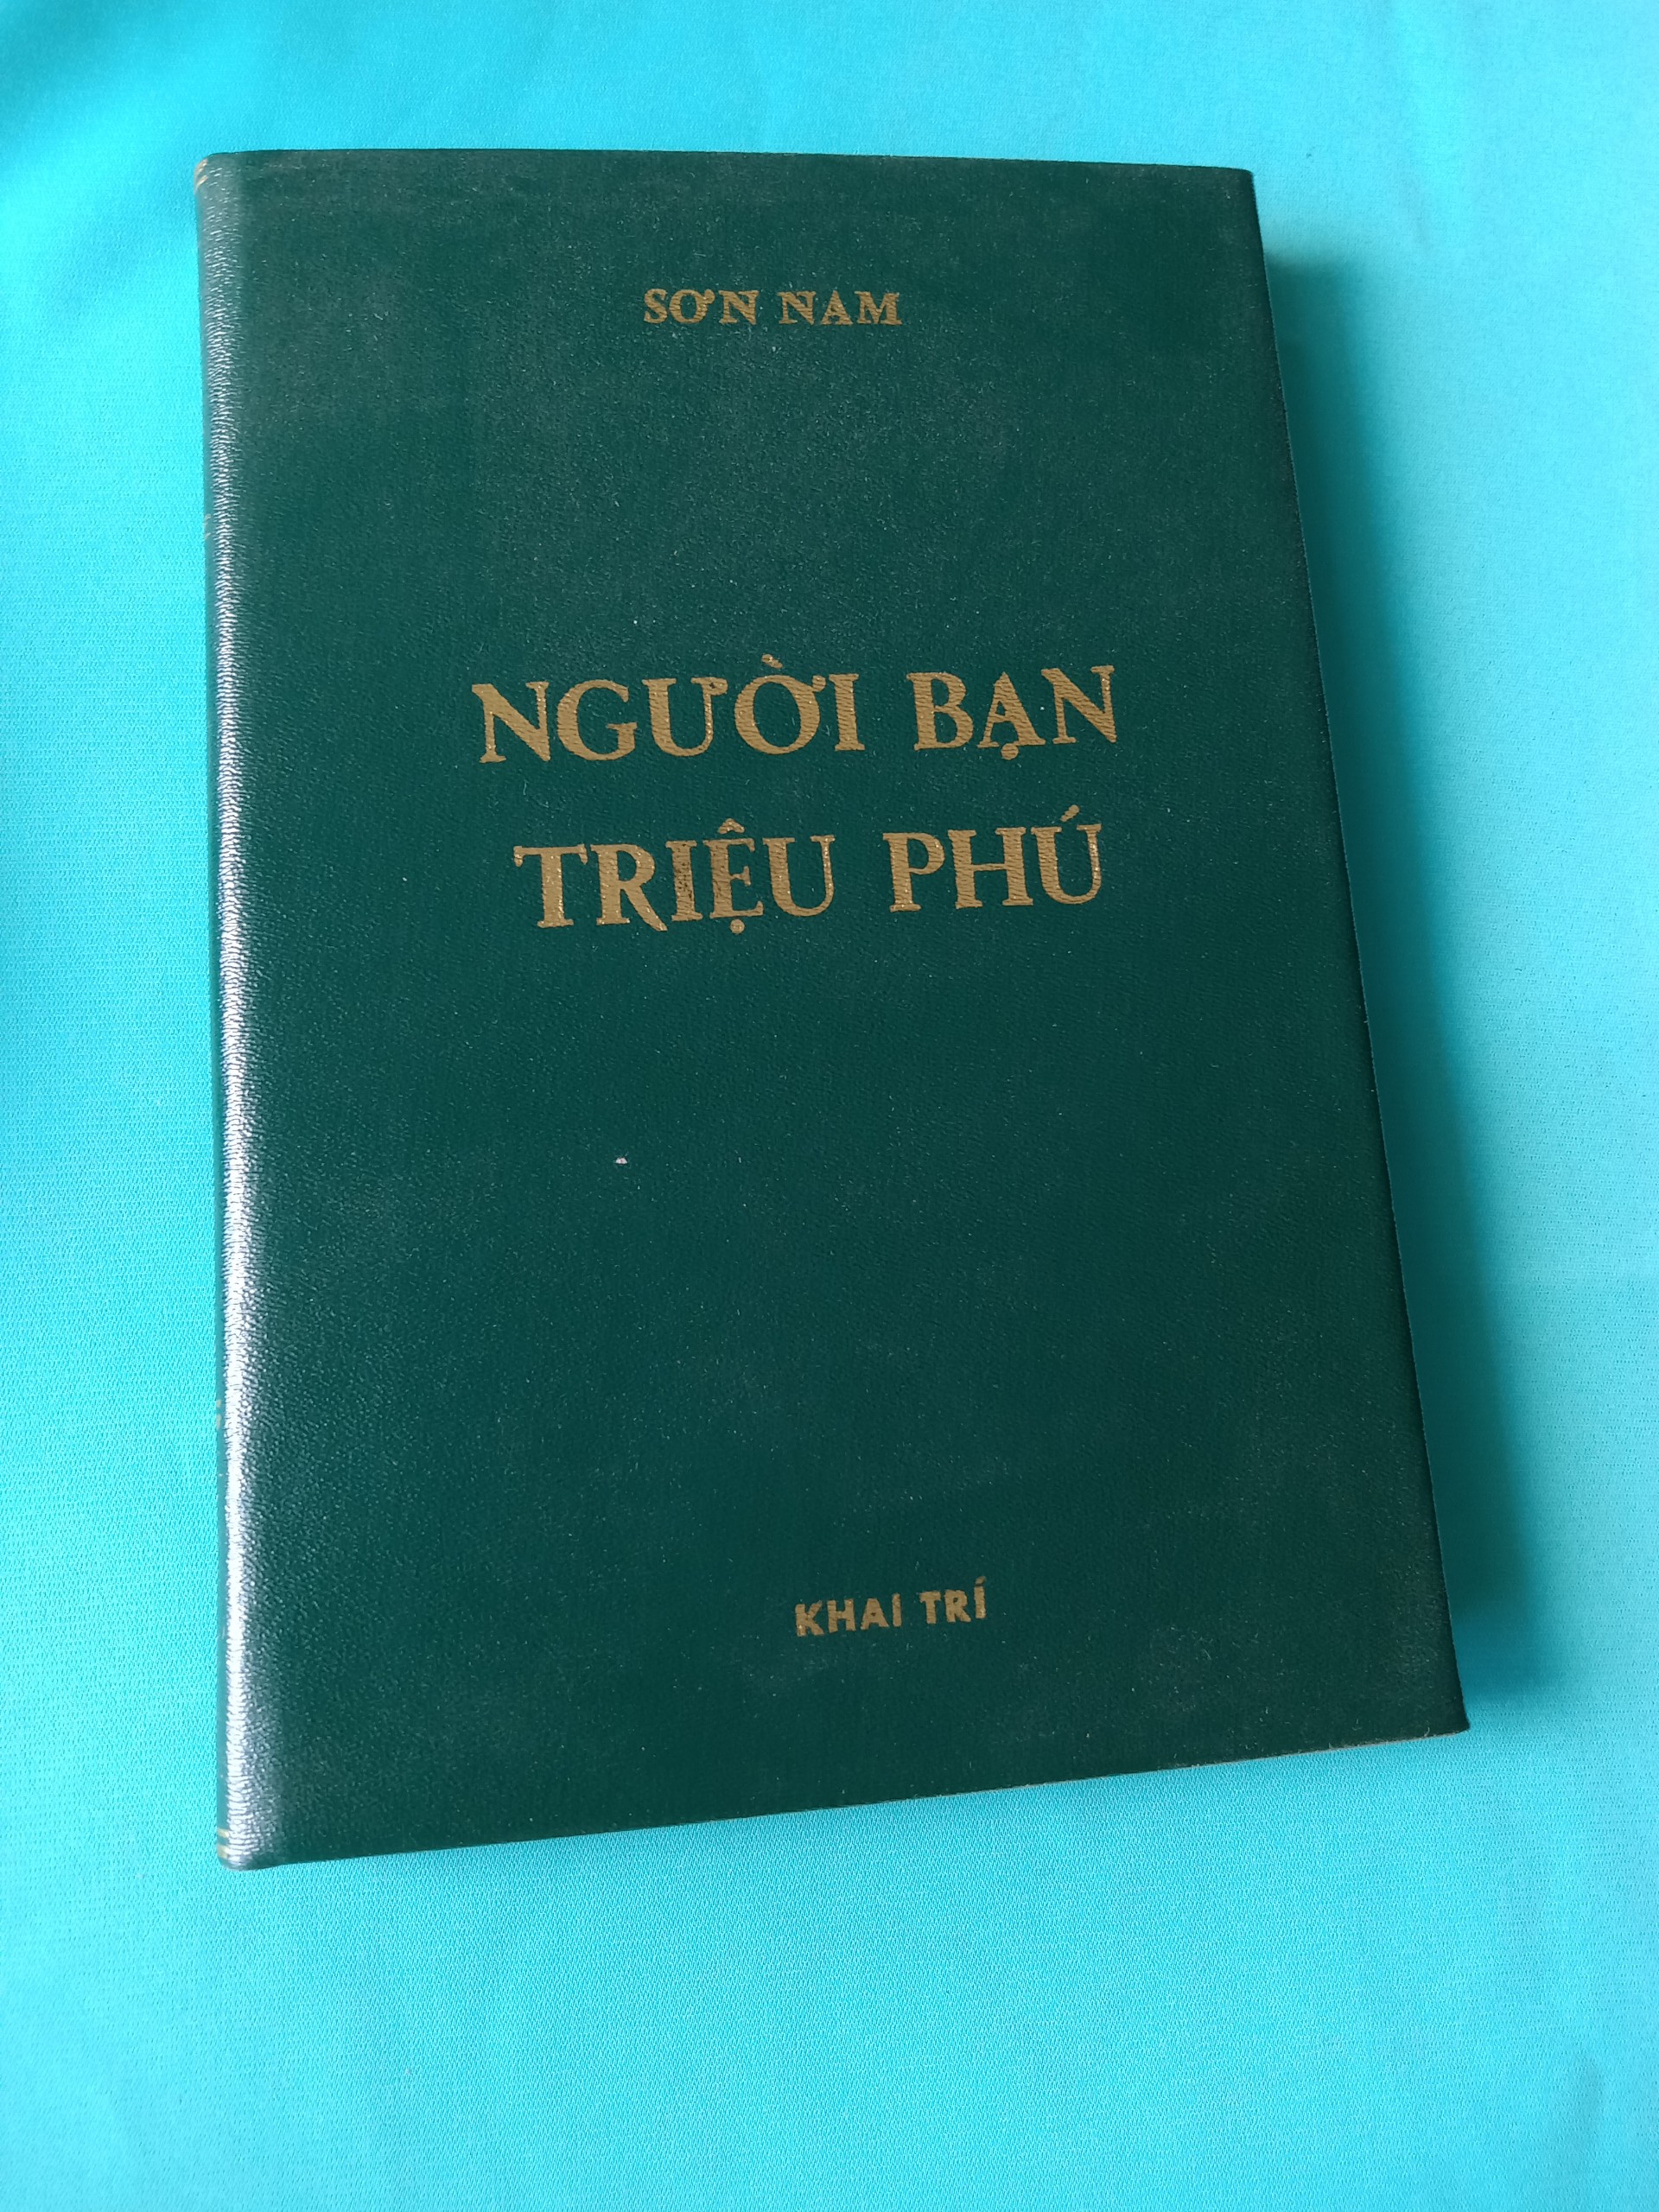 SƠN NAM
NGƯỜI BẠN
TRIỆU PHÚ
KHAI TRÍ